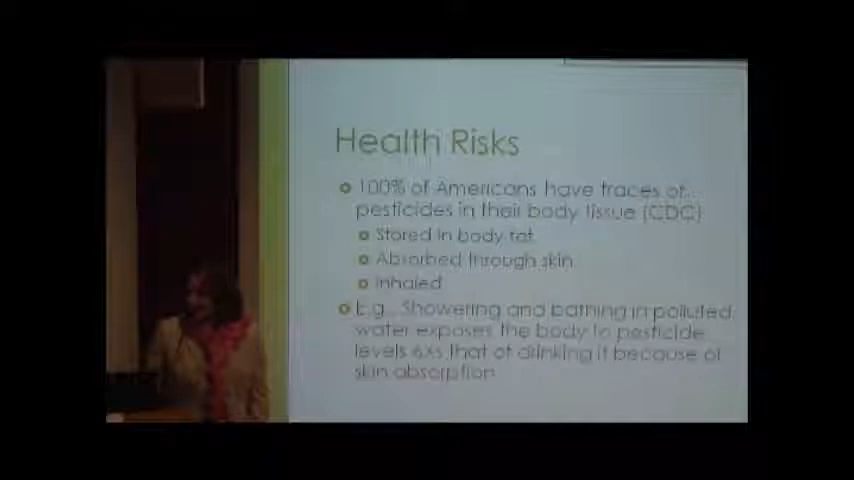 Health Risks
100% of Americans have traces of
pesticides in their body tissue (CDC)
Stored in body fat
Absorbed through skin
Inhaled
E.g., Showering and bathing in polluted
water exposes the body to pesticide
levels 6Xs that of drinking it because of
skin absorption